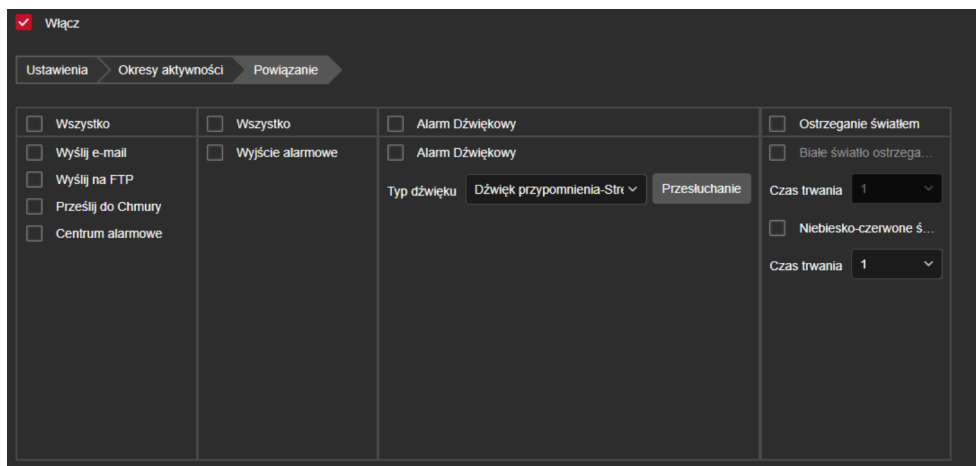 Włącz
Ustawienia Okresy aktywności Powiązanie
Wszystko Wszystko Alarm Dźwiękowy Ostrzeganie światłem
Wyślij e-mail Wyjście alarmowe Alarm Dźwiękowy Białe światło ostrzega...
Wyślij na FTP
Typ dźwięku Dźwięk przypomnienia-Stre Przesłuchanie Czas trwania 1
Prześlij do Chmury
Niebiesko-czerwone ś...
Centrum alarmowe
Czas trwania 1